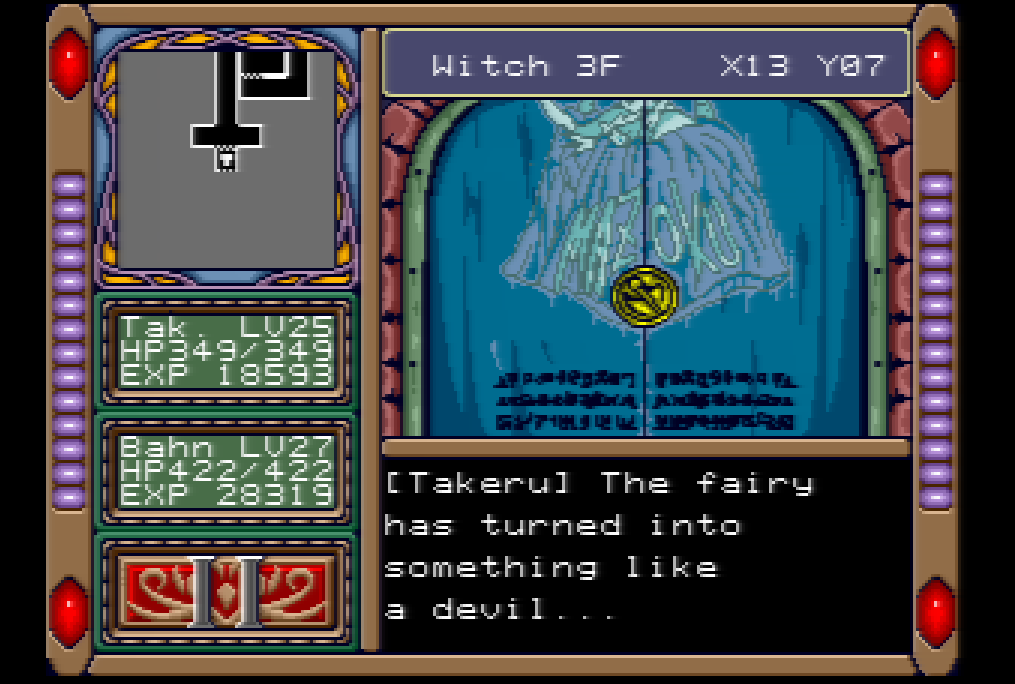 Witch 3F X13 Y07
Tak. LV25
HP349/349
EXP 18593
Bahn LV27
HP422/422
EXP 28319
II
[Takeru] The fairy
has turned into
something like
a devil...